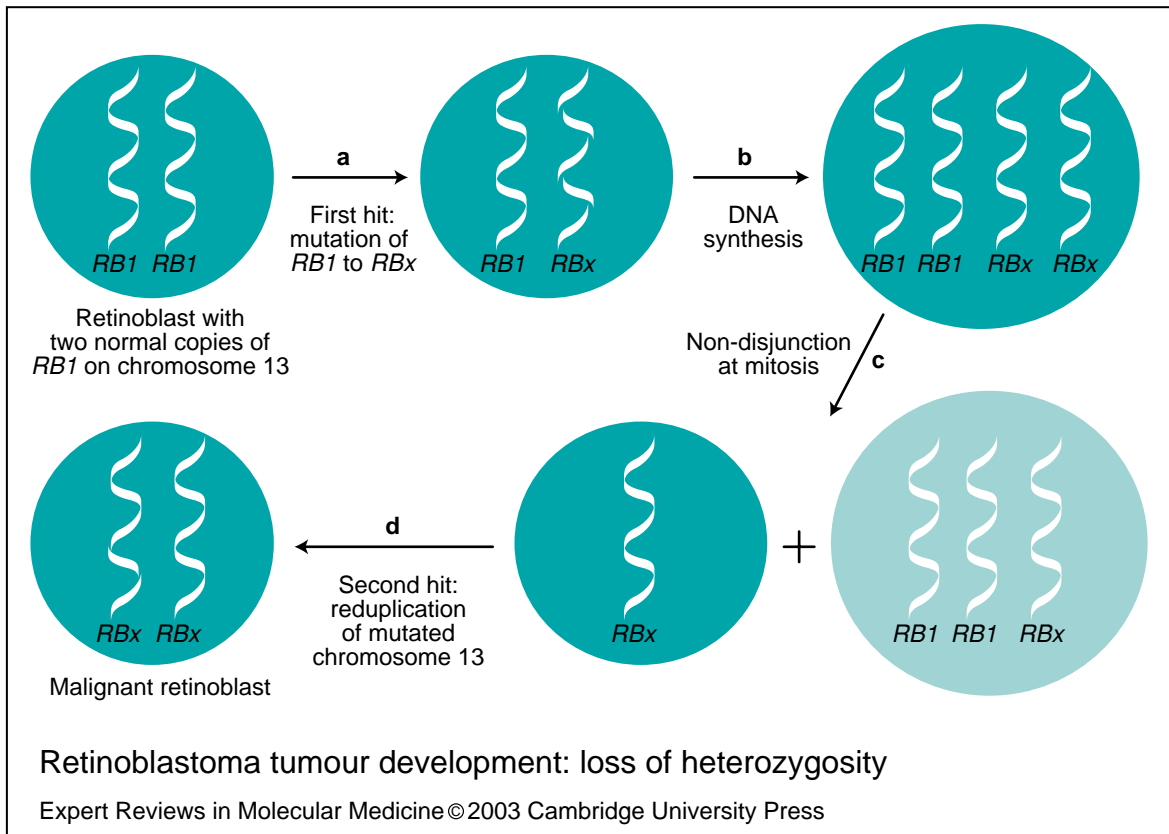 a
First hit:
mutation of
RB1 to RBx
b
DNA
synthesis
RB1 RB1
RB1 RBx
RB1 RB1 RBx RBx
Retinoblast with
two normal copies of
RB1 on chromosome 13
Non-disjunction
at mitosis
c
d
Second hit:
reduplication
of mutated
chromosome 13
RBx RBx
RBx
+
RB1 RB1 RBx
Malignant retinoblast
Retinoblastoma tumour development: loss of heterozygosity
Expert Reviews in Molecular Medicine © 2003 Cambridge University Press